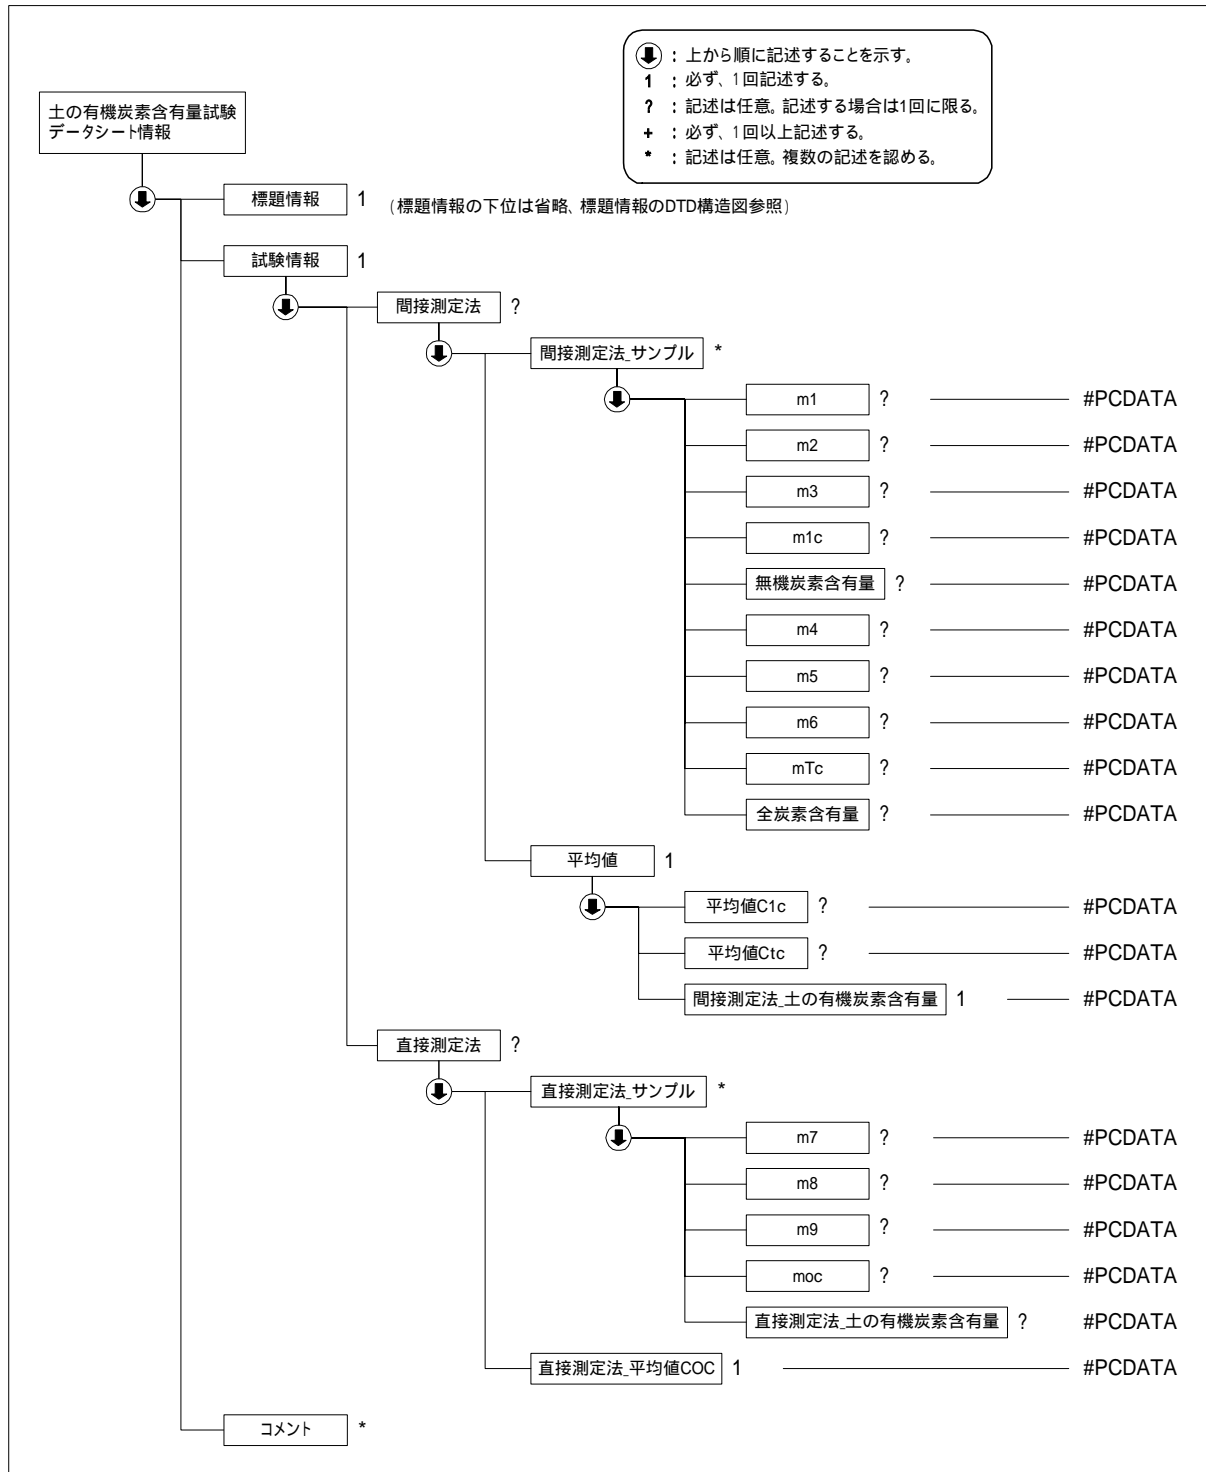 ：上から順に記述することを示す。
1 ：必ず、1回記述する。
? ：記述は任意。記述する場合は1回に限る。
+ ：必ず、1回以上記述する。
* ：記述は任意。複数の記述を認める。
土の有機炭素含有量試験
データシート情報
標題情報 1 （標題情報の下位は省略、標題情報のDTD構造図参照）
試験情報 1
間接測定法 ?
間接測定法_サンプル *
m1 ? #PCDATA
m2 ? #PCDATA
m3 ? #PCDATA
m1c ? #PCDATA
無機炭素含有量 ? #PCDATA
m4 ? #PCDATA
m5 ? #PCDATA
m6 ? #PCDATA
mTc ? #PCDATA
全炭素含有量 ? #PCDATA
平均値 1
平均値C1c ? #PCDATA
平均値Ctc ? #PCDATA
間接測定法_土の有機炭素含有量 1 #PCDATA
直接測定法 ?
直接測定法_サンプル *
m7 ? #PCDATA
m8 ? #PCDATA
m9 ? #PCDATA
moc ? #PCDATA
直接測定法_土の有機炭素含有量 ? #PCDATA
直接測定法_平均値COC 1 #PCDATA
コメント *